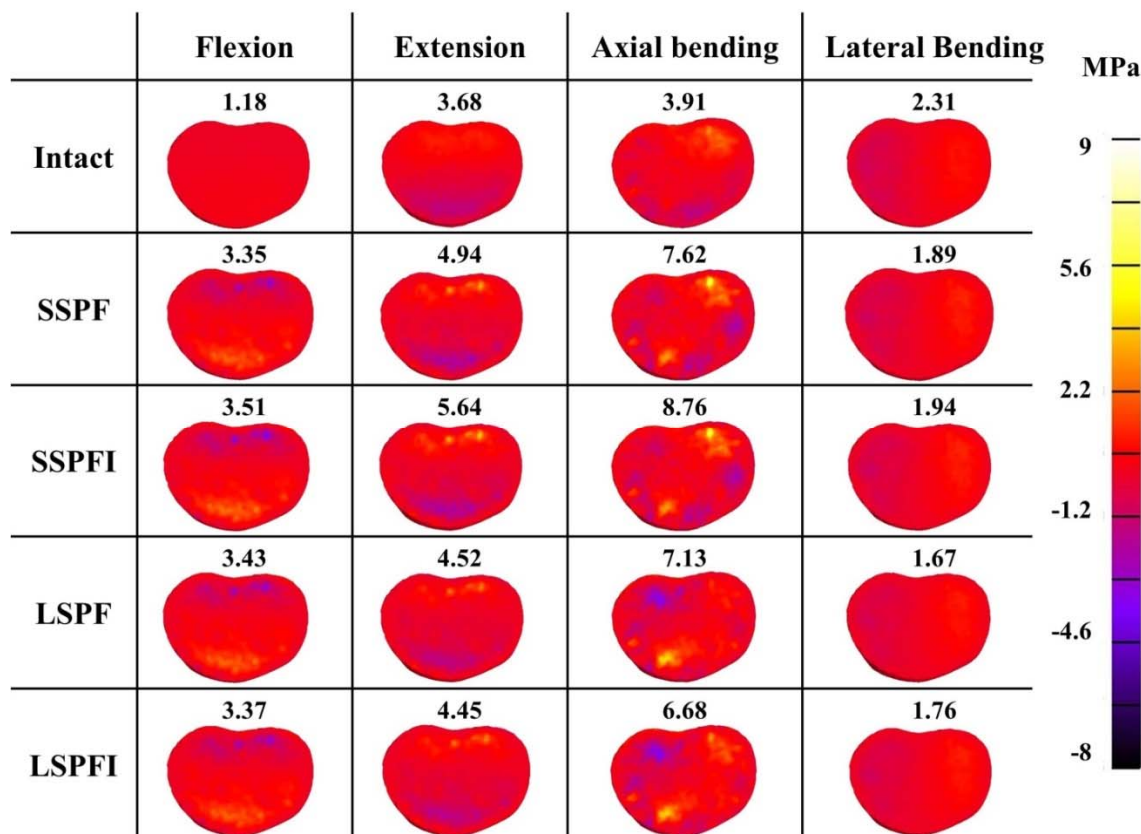 Flexion Extension Axial bending Lateral Bending
MPa
Intact 1.18 3.68 3.91 2.31
SSPF 3.35 4.94 7.62 1.89
SSPFI 3.51 5.64 8.76 1.94
LSPF 3.43 4.52 7.13 1.67
LSPFI 3.37 4.45 6.68 1.76
9
5.6
2.2
-1.2
-4.6
-8